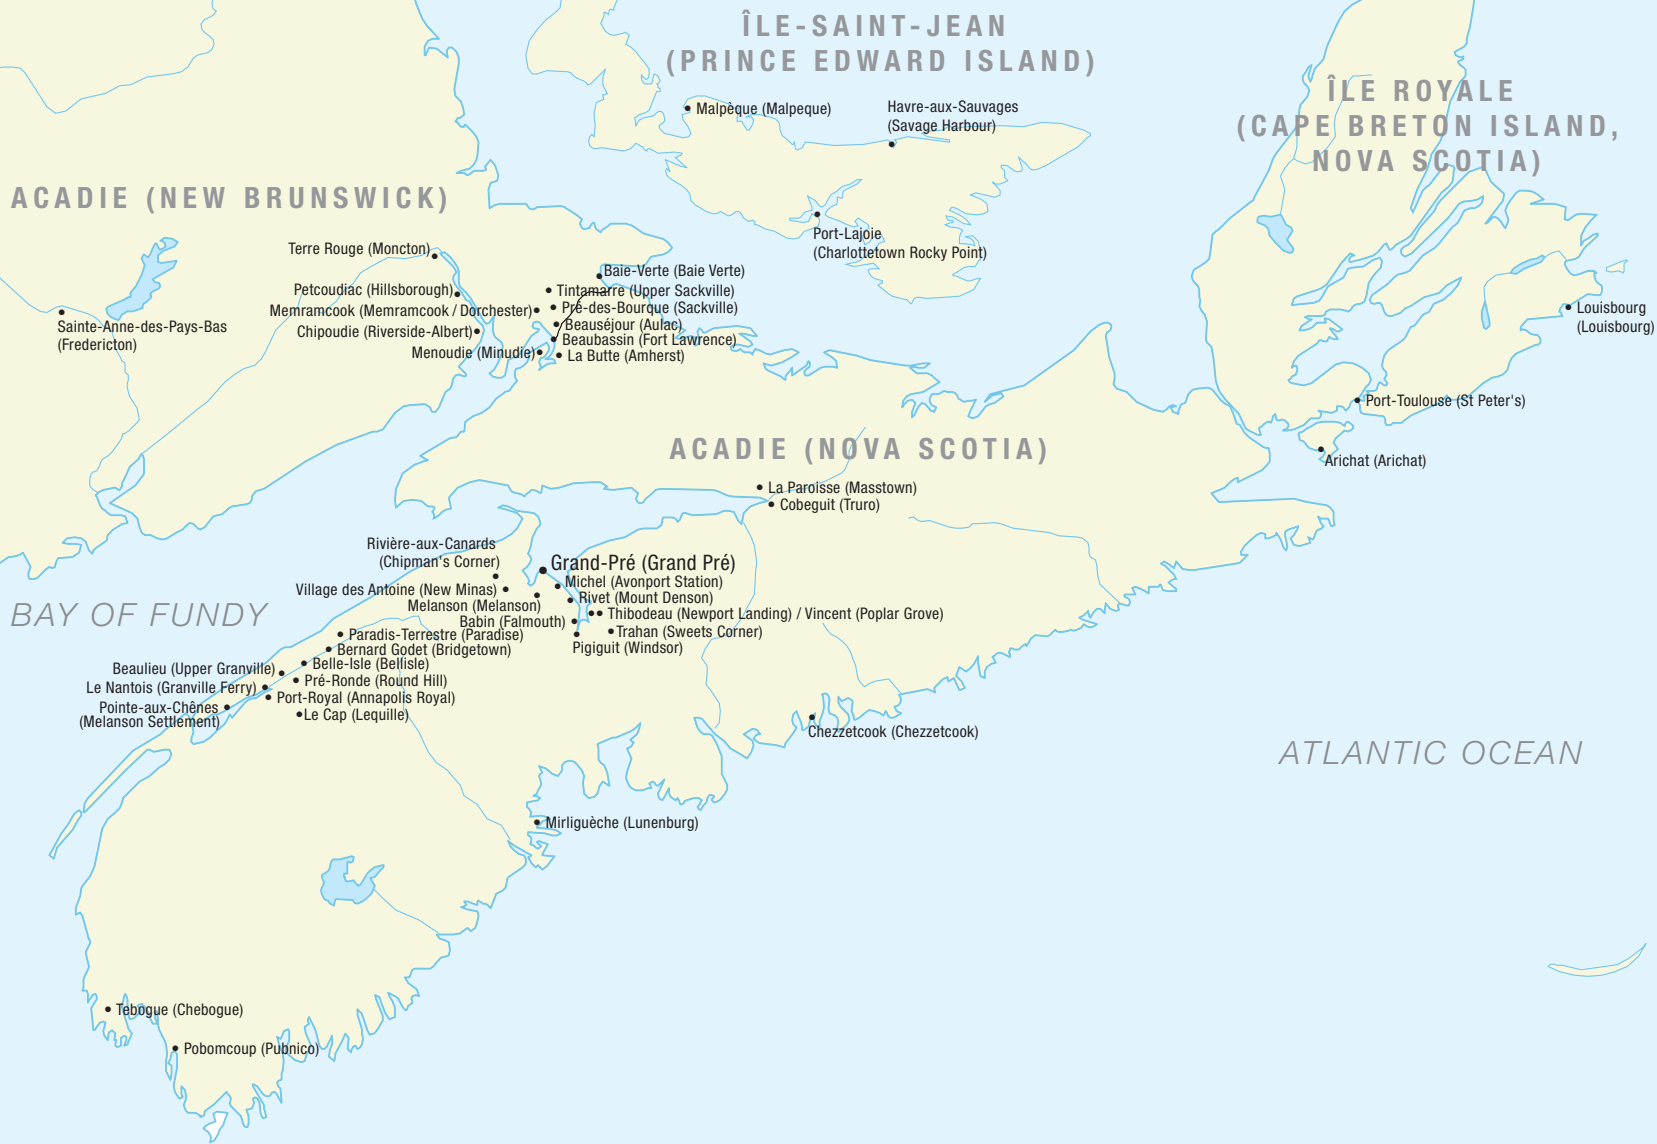 ÎLE-SAINT-JEAN
(PRINCE EDWARD ISLAND)
ÎLE ROYALE
(CAPE BRETON ISLAND,
NOVA SCOTIA)
Malpèque (Malpeque)
Havre-aux-Sauvages
(Savage Harbour)
ACADIE (NEW BRUNSWICK)
Port-Lajoie
(Charlottetown Rocky Point)
Terre Rouge (Moncton)
Baie-Verte (Baie Verte)
Petcoudiac (Hillsborough)
Tintamarre (Upper Sackville)
Memramcook (Memramcook / Dorchester)
Pré-des-Bourque (Sackville)
Sainte-Anne-des-Pays-Bas
(Fredericton)
Chipoudie (Riverside-Albert)
Beauséjour (Aulac)
Beaubassin (Fort Lawrence)
Menoudie (Minudie)
La Butte (Amherst)
Louisbourg
(Louisbourg)
Port-Toulouse (St Peter's)
ACADIE (NOVA SCOTIA)
Arichat (Arichat)
La Paroisse (Masstown)
Cobeguit (Truro)
Rivière-aux-Canards
(Chipman's Corner)
Grand-Pré (Grand Pré)
Michel (Avonport Station)
Village des Antoine (New Minas)
Rivet (Mount Denson)
Melanson (Melanson)
Thibodeau (Newport Landing) / Vincent (Poplar Grove)
BAY OF FUNDY
Babin (Falmouth)
Trahan (Sweets Corner)
Paradis-Terrestre (Paradise)
Pigiguit (Windsor)
Bernard Godet (Bridgetown)
Belle-Isle (Bellisle)
Beaulieu (Upper Granville)
Pré-Ronde (Round Hill)
Le Nantois (Granville Ferry)
Port-Royal (Annapolis Royal)
Pointe-aux-Chênes
(Melanson Settlement)
Le Cap (Lequille)
Chezzetcook (Chezzetcook)
ATLANTIC OCEAN
Mirliguèche (Lunenburg)
Tebogue (Chebogue)
Pobomcoup (Pubnico)